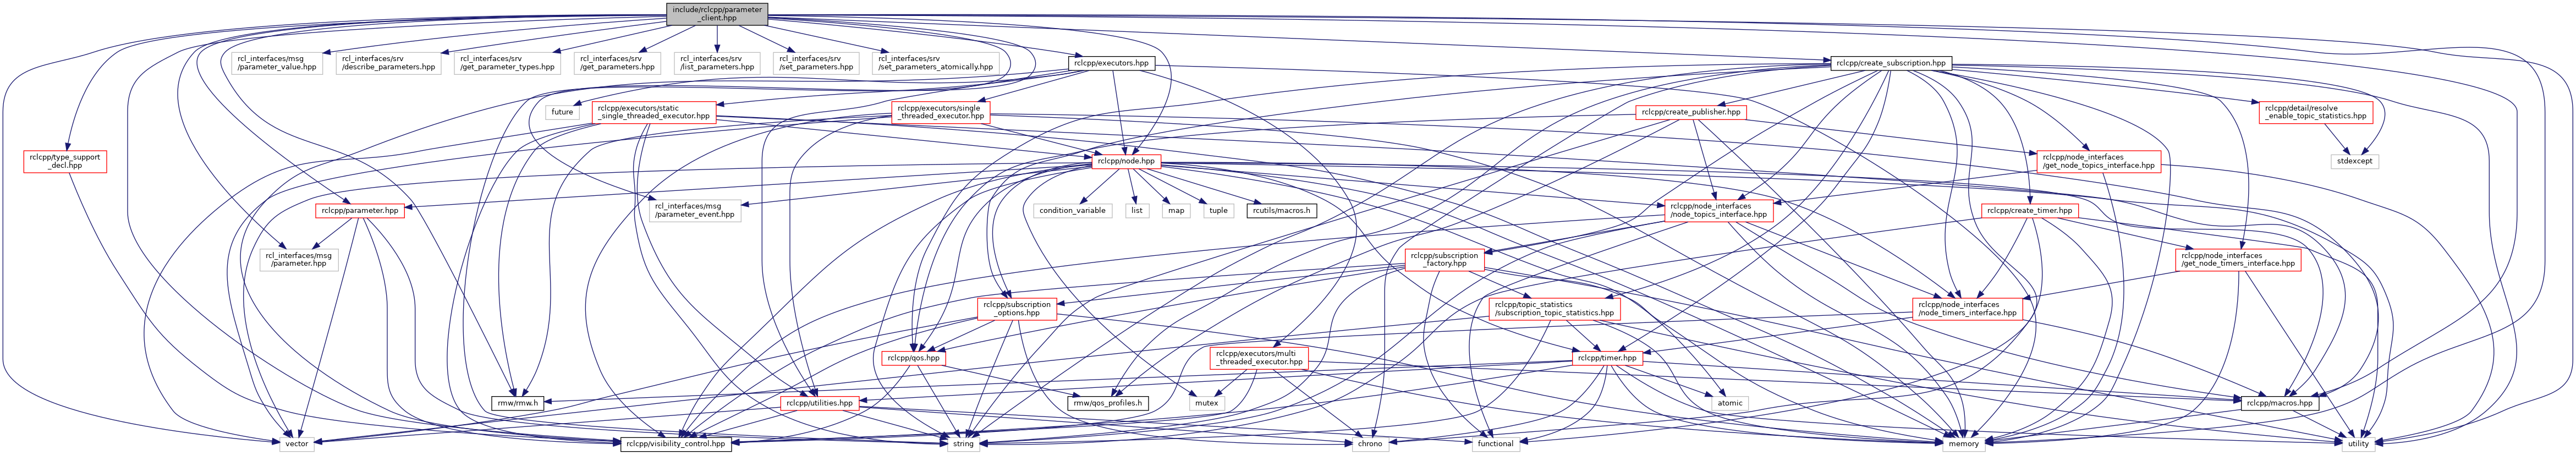 include/rclcpp/parameter
_client.hpp
rcl_interfaces/msg
/parameter_value.hpp
rcl_interfaces/srv
/describe_parameters.hpp
rcl_interfaces/srv
/get_parameter_types.hpp
rcl_interfaces/srv
/get_parameters.hpp
rcl_interfaces/srv
/list_parameters.hpp
rcl_interfaces/srv
/set_parameters.hpp
rcl_interfaces/srv
/set_parameters_atomically.hpp
rclcpp/executors.hpp
rclcpp/create_subscription.hpp
future
rclcpp/executors/static
_single_threaded_executor.hpp
rclcpp/executors/single
_threaded_executor.hpp
rclcpp/create_publisher.hpp
rclcpp/detail/resolve
_enable_topic_statistics.hpp
rclcpp/type_support
_decl.hpp
rclcpp/node.hpp
rclcpp/node_interfaces
/get_node_topics_interface.hpp
stdexcept
rclcpp/parameter.hpp
rcl_interfaces/msg
/parameter_event.hpp
condition_variable
list
map
tuple
rcutils/macros.h
rclcpp/node_interfaces
/node_topics_interface.hpp
rclcpp/create_timer.hpp
rcl_interfaces/msg
/parameter.hpp
rclcpp/subscription
_factory.hpp
rclcpp/node_interfaces
/get_node_timers_interface.hpp
rclcpp/subscription
_options.hpp
rclcpp/topic_statistics
/subscription_topic_statistics.hpp
rclcpp/node_interfaces
/node_timers_interface.hpp
rclcpp/qos.hpp
rclcpp/executors/multi
_threaded_executor.hpp
rclcpp/timer.hpp
rmw/rmw.h
rclcpp/utilities.hpp
rmw/qos_profiles.h
mutex
atomic
rclcpp/macros.hpp
vector
rclcpp/visibility_control.hpp
string
chrono
functional
memory
utility